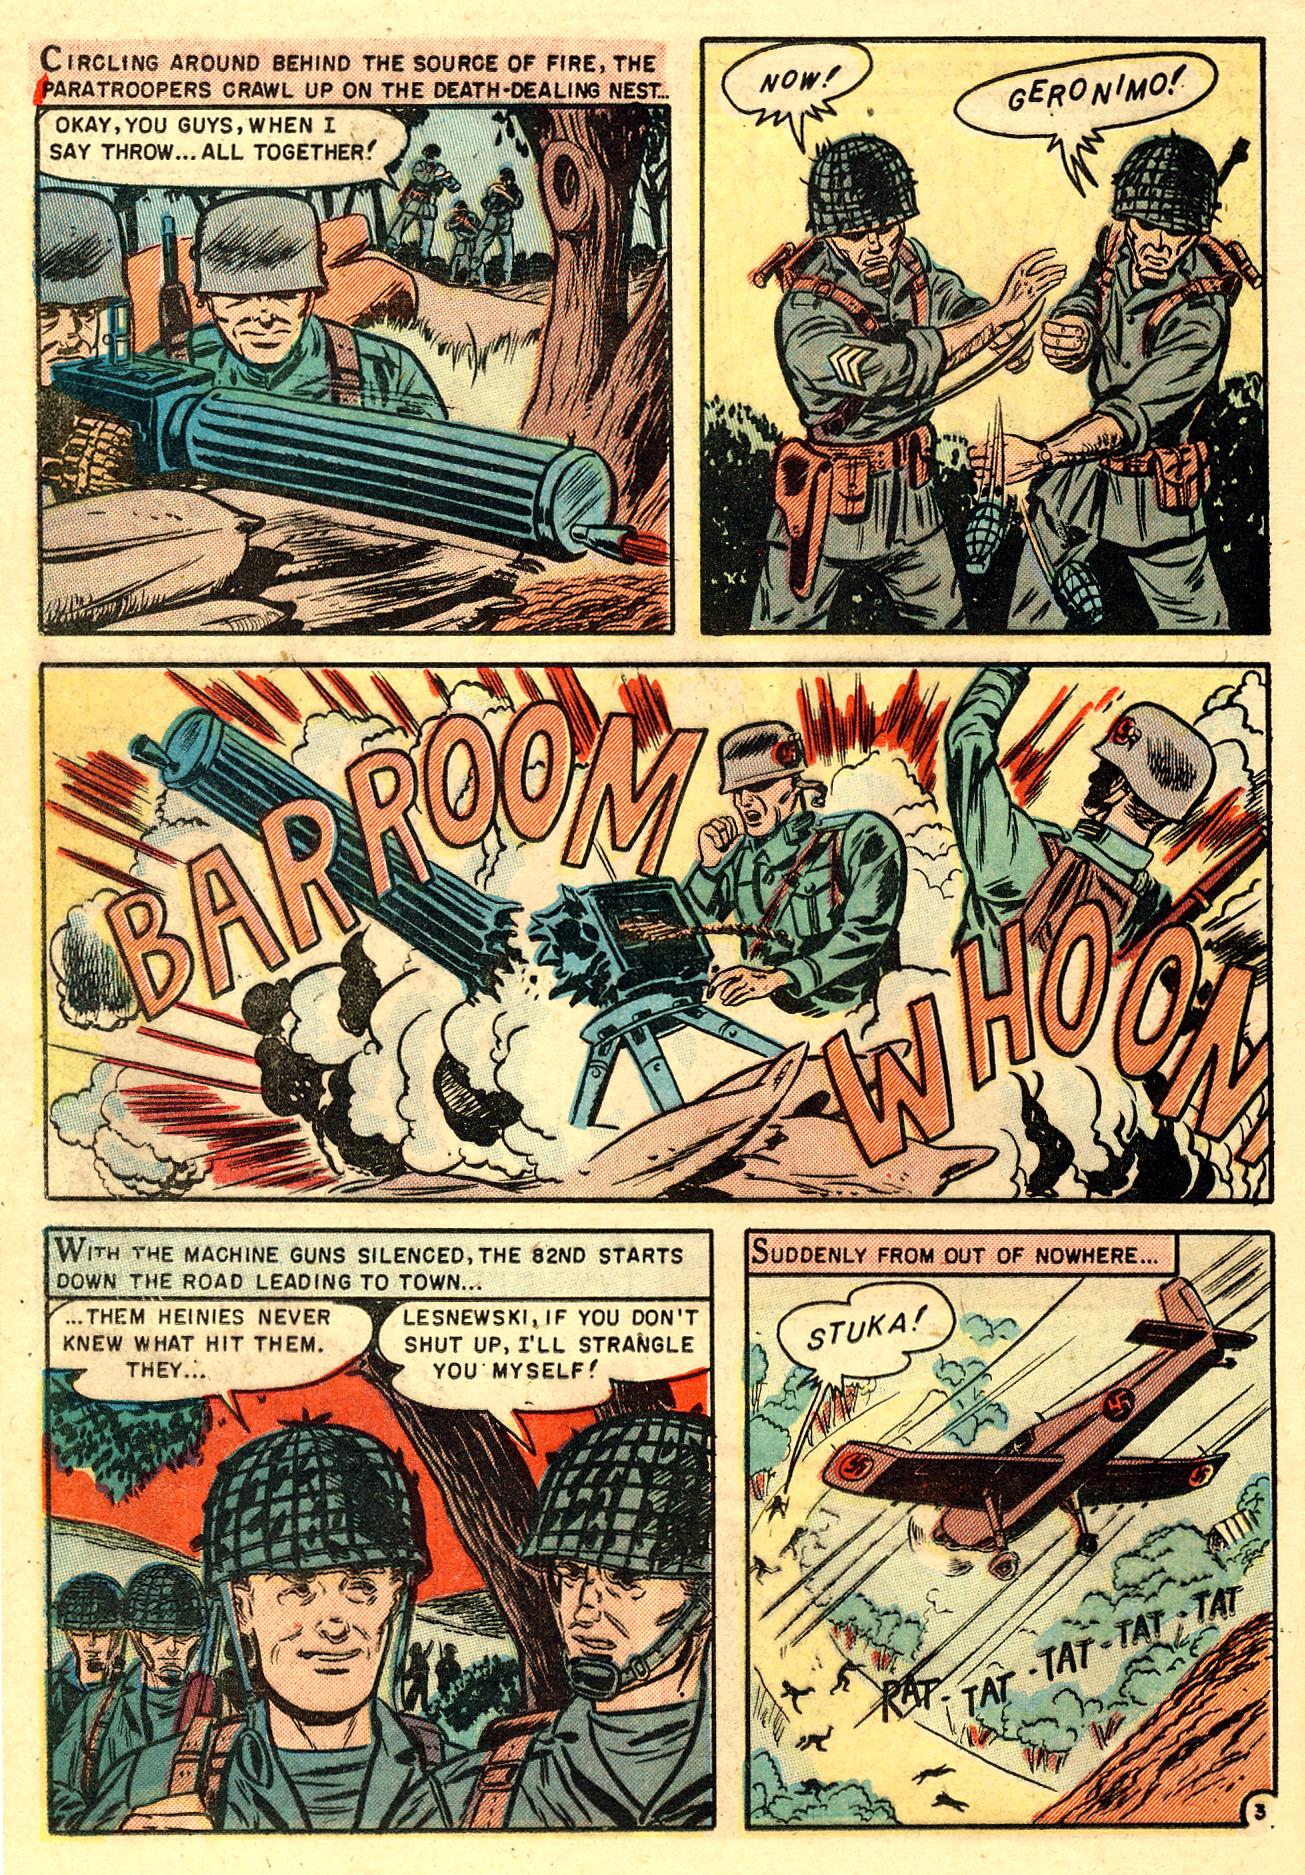 CIRCLING AROUND BEHIND THE SOURCE OF FIRE, THE
PARATROOPERS CRAWL UP ON THE DEATH-DEALING NEST...
OKAY, YOU GUYS, WHEN I
SAY THROW... ALL TOGETHER!
NOW!
GERONIMO!
BARROOM
WHOOM
WITH THE MACHINE GUNS SILENCED, THE 82ND STARTS
DOWN THE ROAD LEADING TO TOWN...
...THEM HEINIES NEVER
KNEW WHAT HIT THEM.
THEY...
LESNEWSKI, IF YOU DON'T
SHUT UP, I'LL STRANGLE
YOU MYSELF!
SUDDENLY FROM OUT OF NOWHERE...
STUKA!
RAT-TAT-TAT-TAT-TAT
3